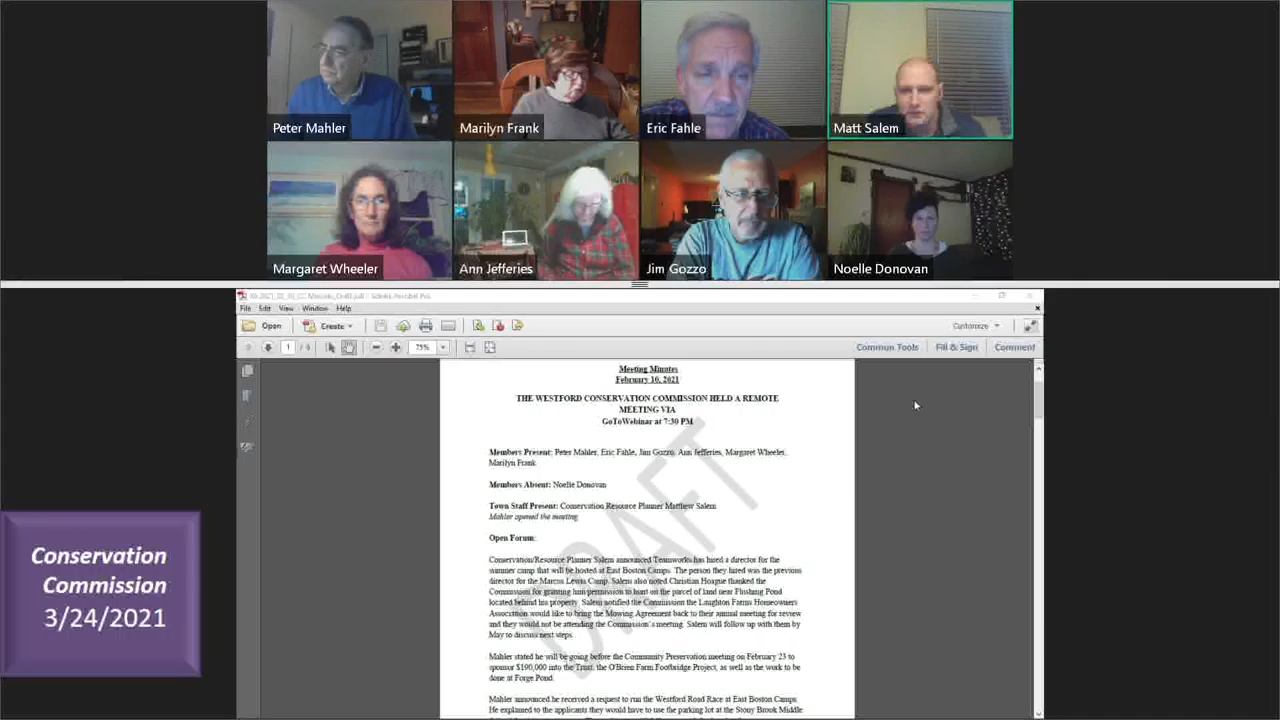 Peter Mahler
Marilyn Frank
Eric Fahle
Matt Salem
Margaret Wheeler
Ann Jefferies
Jim Gozzo
Noelle Donovan
File Edit View Window Help
Open
Create
Customize
1
75%
Common Tools
Fill & Sign
Comment
Meeting Minutes
February 10, 2021
THE WESTFORD CONSERVATION COMMISSION HELD A REMOTE
MEETING VIA
GoToWebinar at 7:30 PM
Members Present: Peter Mahler, Eric Fahle, Jim Gozzo, Ann Jefferies, Margaret Wheeler,
Marilyn Frank
Members Absent: Noelle Donovan
Town Staff Present: Conservation Resource Planner Matthew Salem
Mahler opened the meeting
Open Forum:
Conservation/Resource Planner Salem announced Teamworks has hired a director for the
summer camp that will be hosted at East Boston Camps. The person they hired was the previous
director for the Marcus Lewis Camp. Salem also noted Christian Hoague thanked the
Commission for granting him permission to hunt on the parcel of land near Flushing Pond
located behind his property. Salem notified the Commission the Laughton Farms Homeowners
Association would like to bring the Mowing Agreement back to their annual meeting for review
and they would not be attending the Commission's meeting. Salem will follow up with them by
May to discuss next steps.
Mahler stated he will be going before the Community Preservation meeting on February 23 to
sponsor $190,000 into the Trust, the O'Brien Farm Footbridge Project, as well as the work to be
done at Forge Pond.
Mahler announced he received a request to run the Westford Road Race at East Boston Camps.
He explained to the applicants they would have to use the parking lot at the Stony Brook Middle
DRAFT
Conservation
Commission
3/24/2021